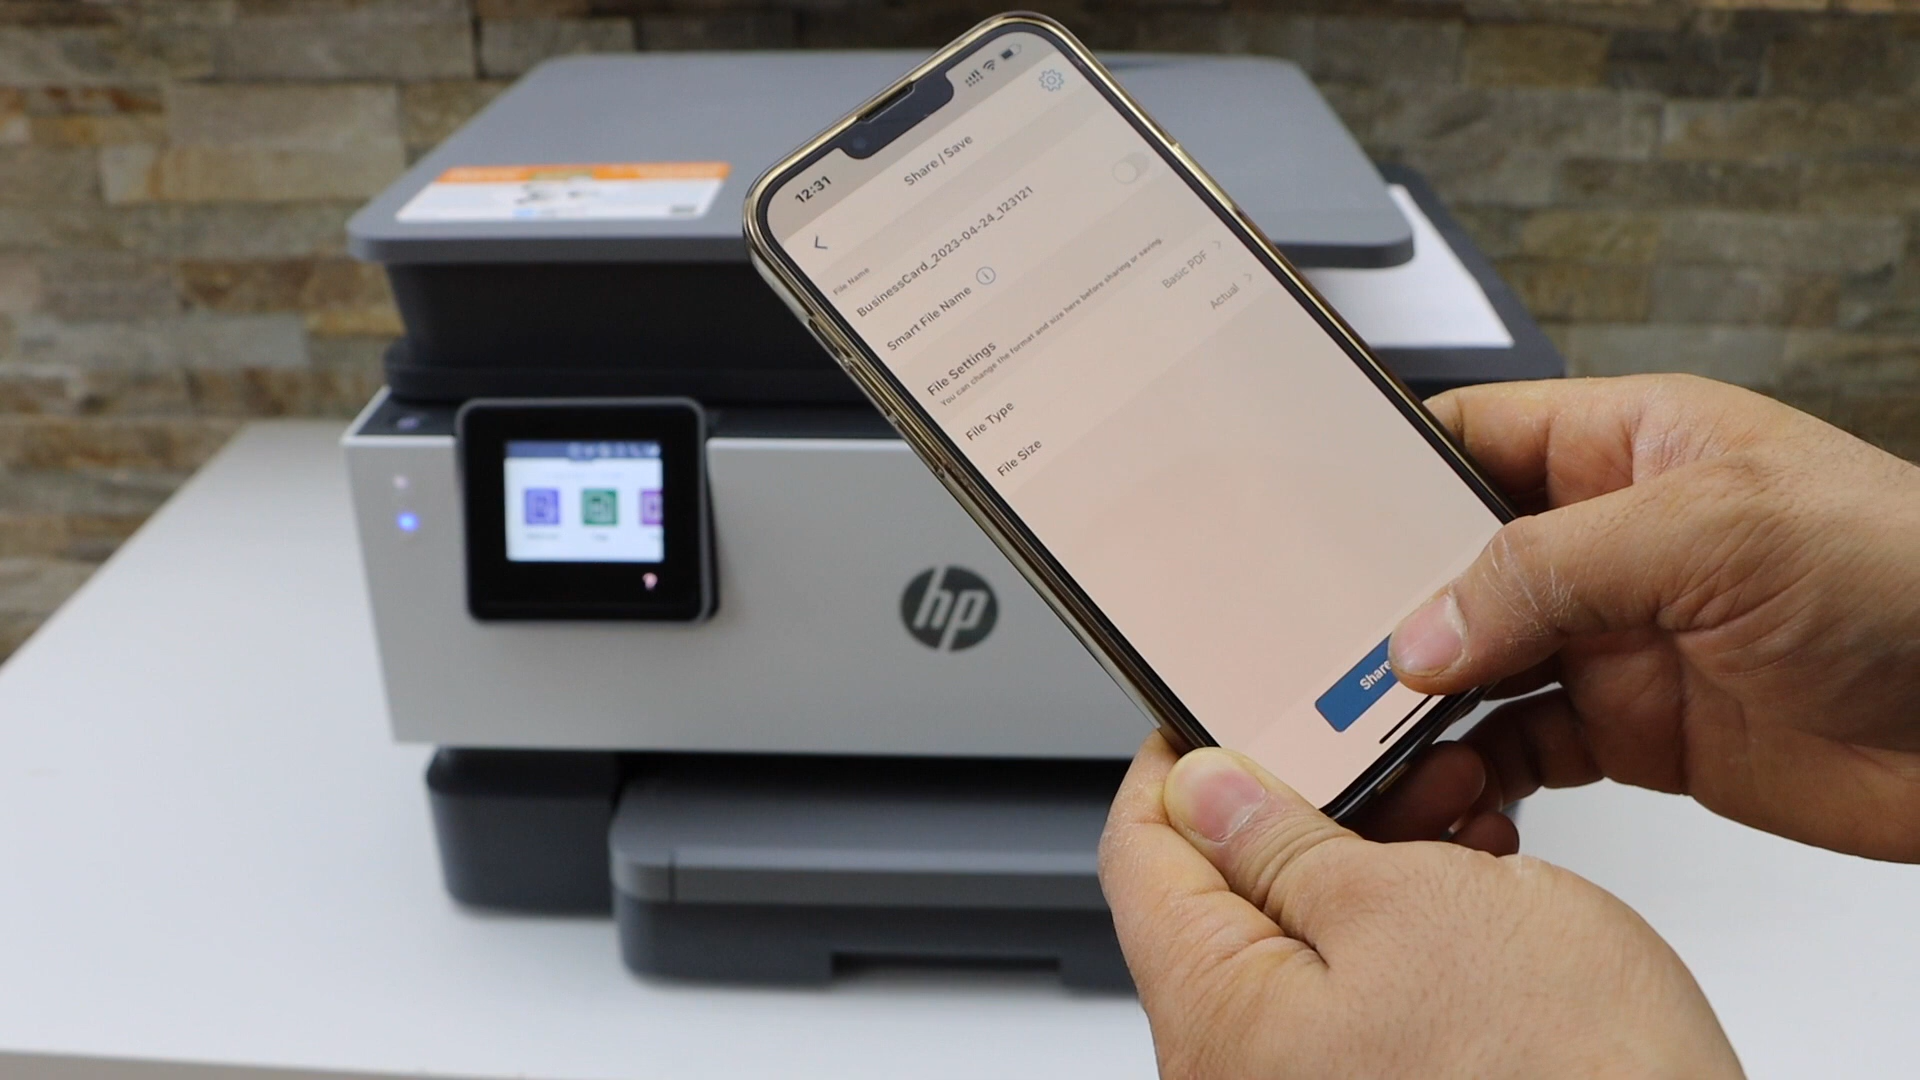 12:31
Share / Save
File Name
BusinessCard_2023-04-24_123121
Smart File Name
File Settings
You can change the format and size here before sharing or saving.
File Type Basic PDF
File Size Actual
Share
hp